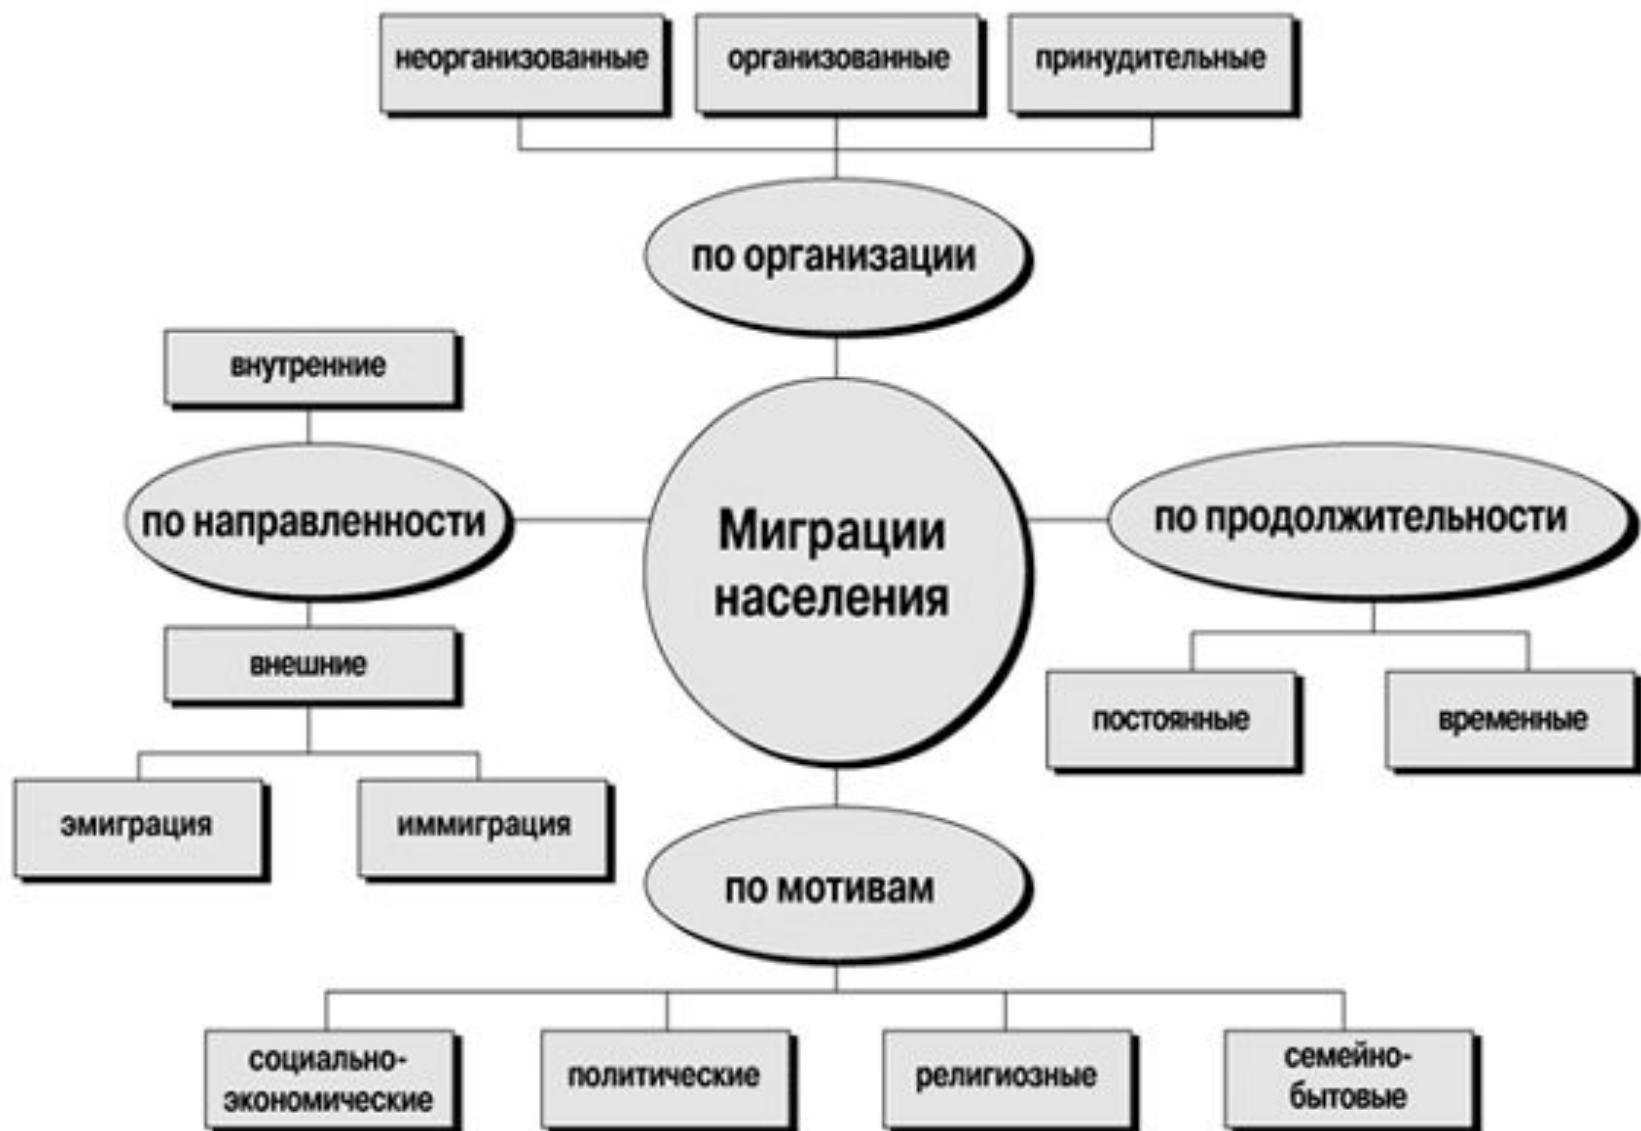 неорганизованные
организованные
принудительные
по организации
внутренние
по направленности
Миграции
населения
по продолжительности
внешние
постоянные
временные
эмиграция
иммиграция
по мотивам
социально-
экономические
политические
религиозные
семейно-
бытовые